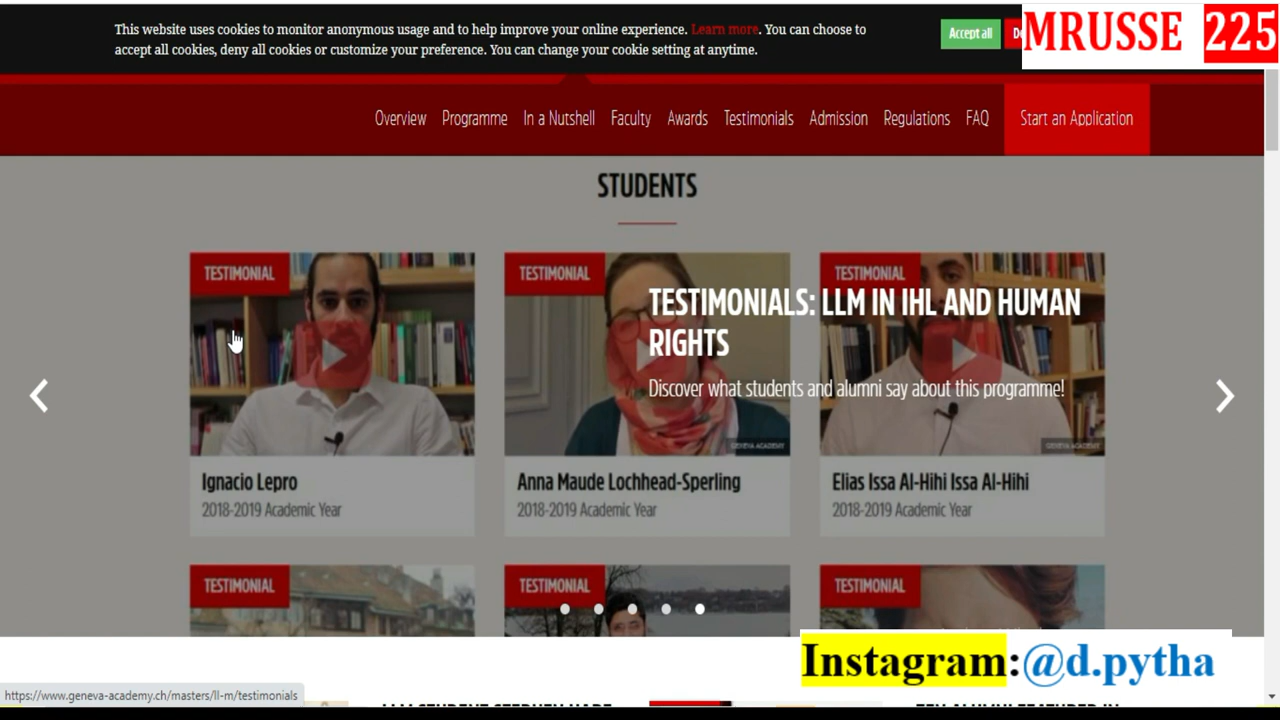 This website uses cookies to monitor anonymous usage and to help improve your online experience. Learn more. You can choose to
accept all cookies, deny all cookies or customize your preference. You can change your cookie setting at anytime.
Accept all
MRUSSE 225
Overview Programme In a Nutshell Faculty Awards Testimonials Admission Regulations FAQ Start an Application
STUDENTS
TESTIMONIAL TESTIMONIAL TESTIMONIAL
TESTIMONIALS: LLM IN IHL AND HUMAN
RIGHTS
Discover what students and alumni say about this programme!
GENEVA ACADEMY GENEVA ACADEMY
Ignacio Lepro Anna Maude Lochhead-Sperling Elias Issa Al-Hihi Issa Al-Hihi
2018-2019 Academic Year 2018-2019 Academic Year 2018-2019 Academic Year
TESTIMONIAL TESTIMONIAL TESTIMONIAL
Instagram:@d.pytha
https://www.geneva-academy.ch/masters/ll-m/testimonials